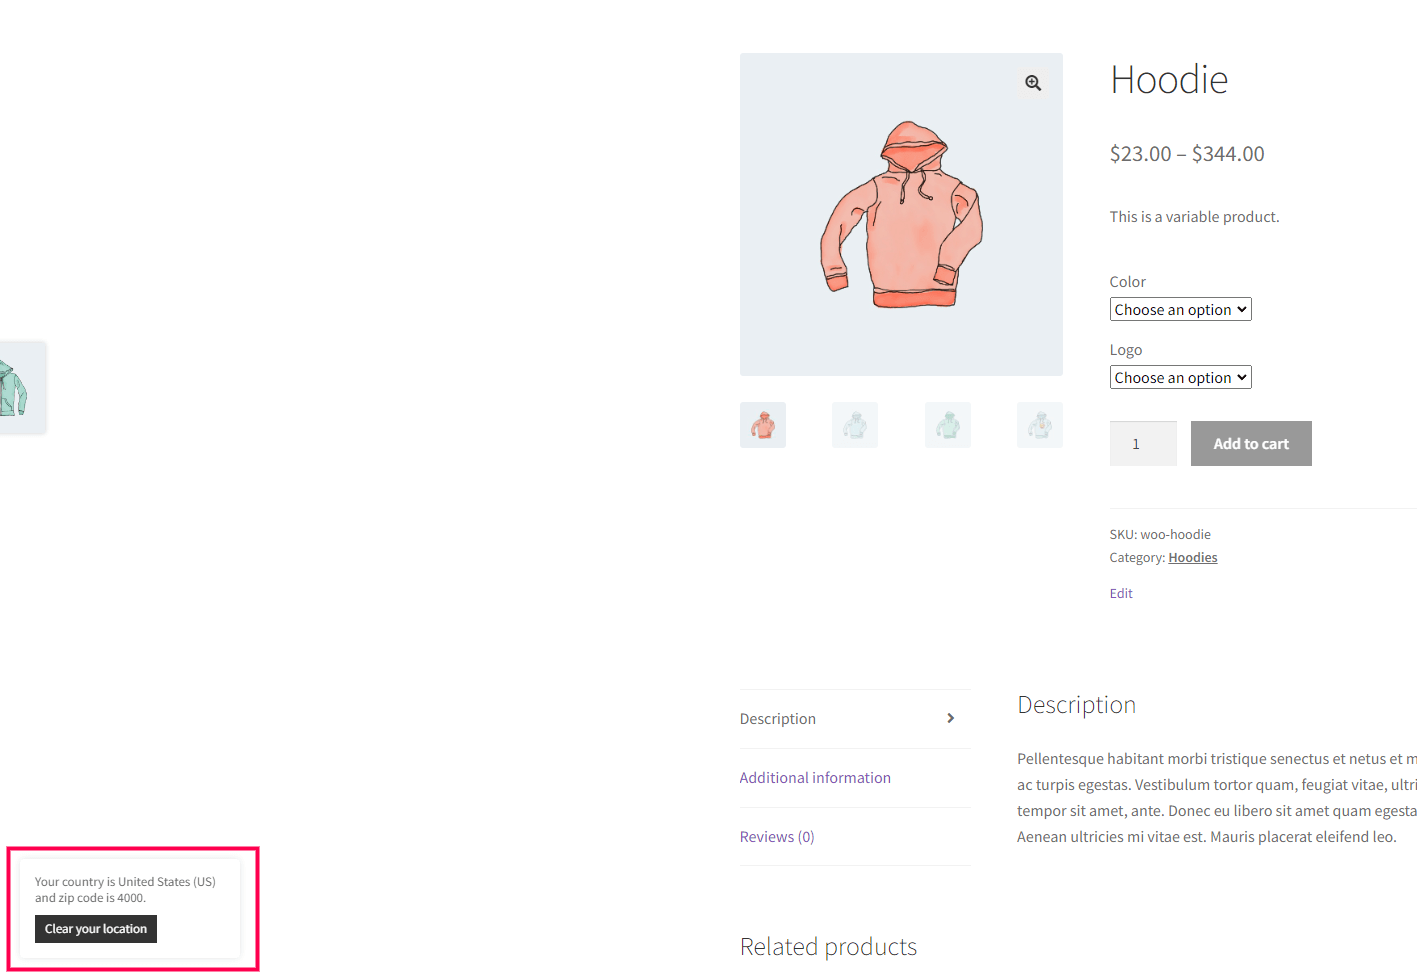 Hoodie
$23.00 – $344.00
This is a variable product.
Color
Choose an option
Logo
Choose an option
1
Add to cart
SKU: woo-hoodie
Category: Hoodies
Edit
Description
Additional information
Reviews (0)
Description
Pellentesque habitant morbi tristique senectus et netus et m
ac turpis egestas. Vestibulum tortor quam, feugiat vitae, ultri
tempor sit amet, ante. Donec eu libero sit amet quam egesta
Aenean ultricies mi vitae est. Mauris placerat eleifend leo.
Your country is United States (US)
and zip code is 4000.
Clear your location
Related products